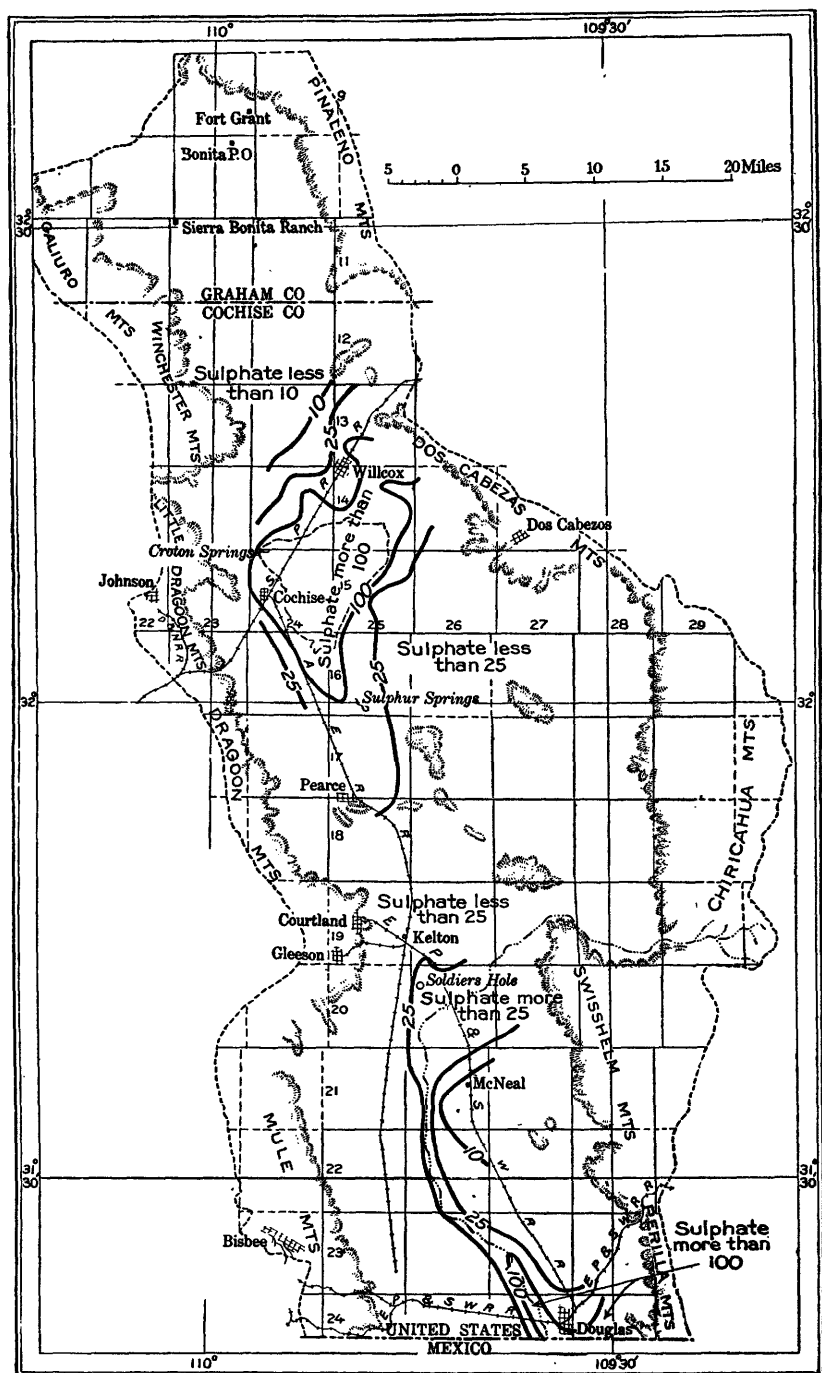 110°
109°30'
PINALENO
9
Fort Grant
Bonita P.O
5 0 5 10 15 20 Miles
MTS
32°
30'
32°
30'
Sierra Bonita Ranch
GALIURO
MTS
11
GRAHAM CO
COCHISE CO
WINCHESTER MTS
12
Sulphate less
than 10
10
13
25
R
R
P
S
Willcox
14
DOS CABEZAS
MTS
Dos Cabezos
Sulphate more than
100
100
LITTLE
DRAGOON MTS
Croton Springs
Johnson
Cochise
15
22
23
24
25
26
27
28
29
Sulphate less
than 25
25
25
16
Sulphur Springs
32°
32°
DRAGOON
MTS
17
Pearce
18
CHIRICAHUA MTS
Sulphate less
than 25
Courtland
19
Kelton
Gleeson
Soldiers Hole
Sulphate more
than 25
20
25
SWISSHELM
MTS
McNeal
21
MULE
MTS
10
22
31°
30'
31°
30'
25
E P & S W R R
PERILLA MTS
Sulphate
more than
100
Bisbee
23
100
P & S W R R
24
Douglas
UNITED STATES
MEXICO
110°
109°30'